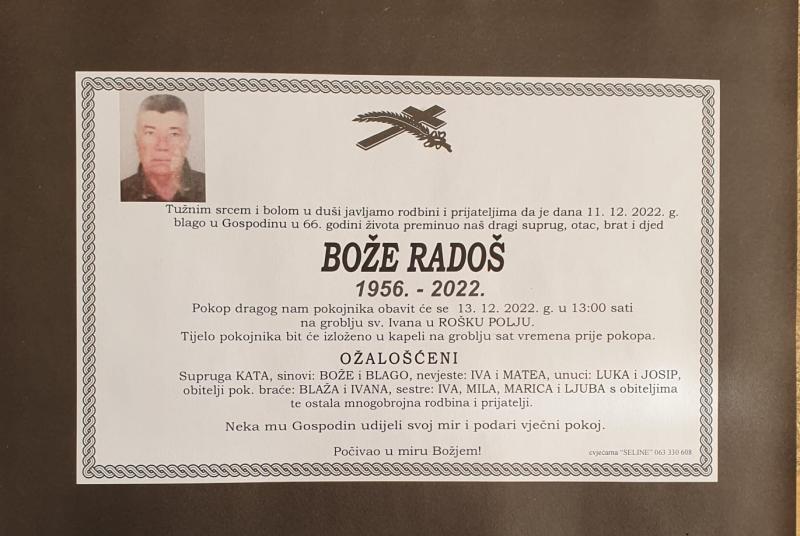 Tužnim srcem i bolom u duši javljamo rodbini i prijateljima da je dana 11. 12. 2022. g.
blago u Gospodinu u 66. godini života preminuo naš dragi suprug, otac, brat i djed
BOŽE RADOŠ
1956. - 2022.
Pokop dragog nam pokojnika obavit će se 13. 12. 2022. g. u 13:00 sati
na groblju sv. Ivana u ROŠKU POLJU.
Tijelo pokojnika bit će izloženo u kapeli na groblju sat vremena prije pokopa.
OŽALOŠĆENI
Supruga KATA, sinovi: BOŽE i BLAGO, nevjeste: IVA i MATEA, unuci: LUKA i JOSIP,
obitelji pok. braće: BLAŽA i IVANA, sestre: IVA, MILA, MARICA i LJUBA s obiteljima
te ostala mnogobrojna rodbina i prijatelji.
Neka mu Gospodin udijeli svoj mir i podari vječni pokoj.
Počivao u miru Božjem!
cvjećarna "SELINE" 063 330 608